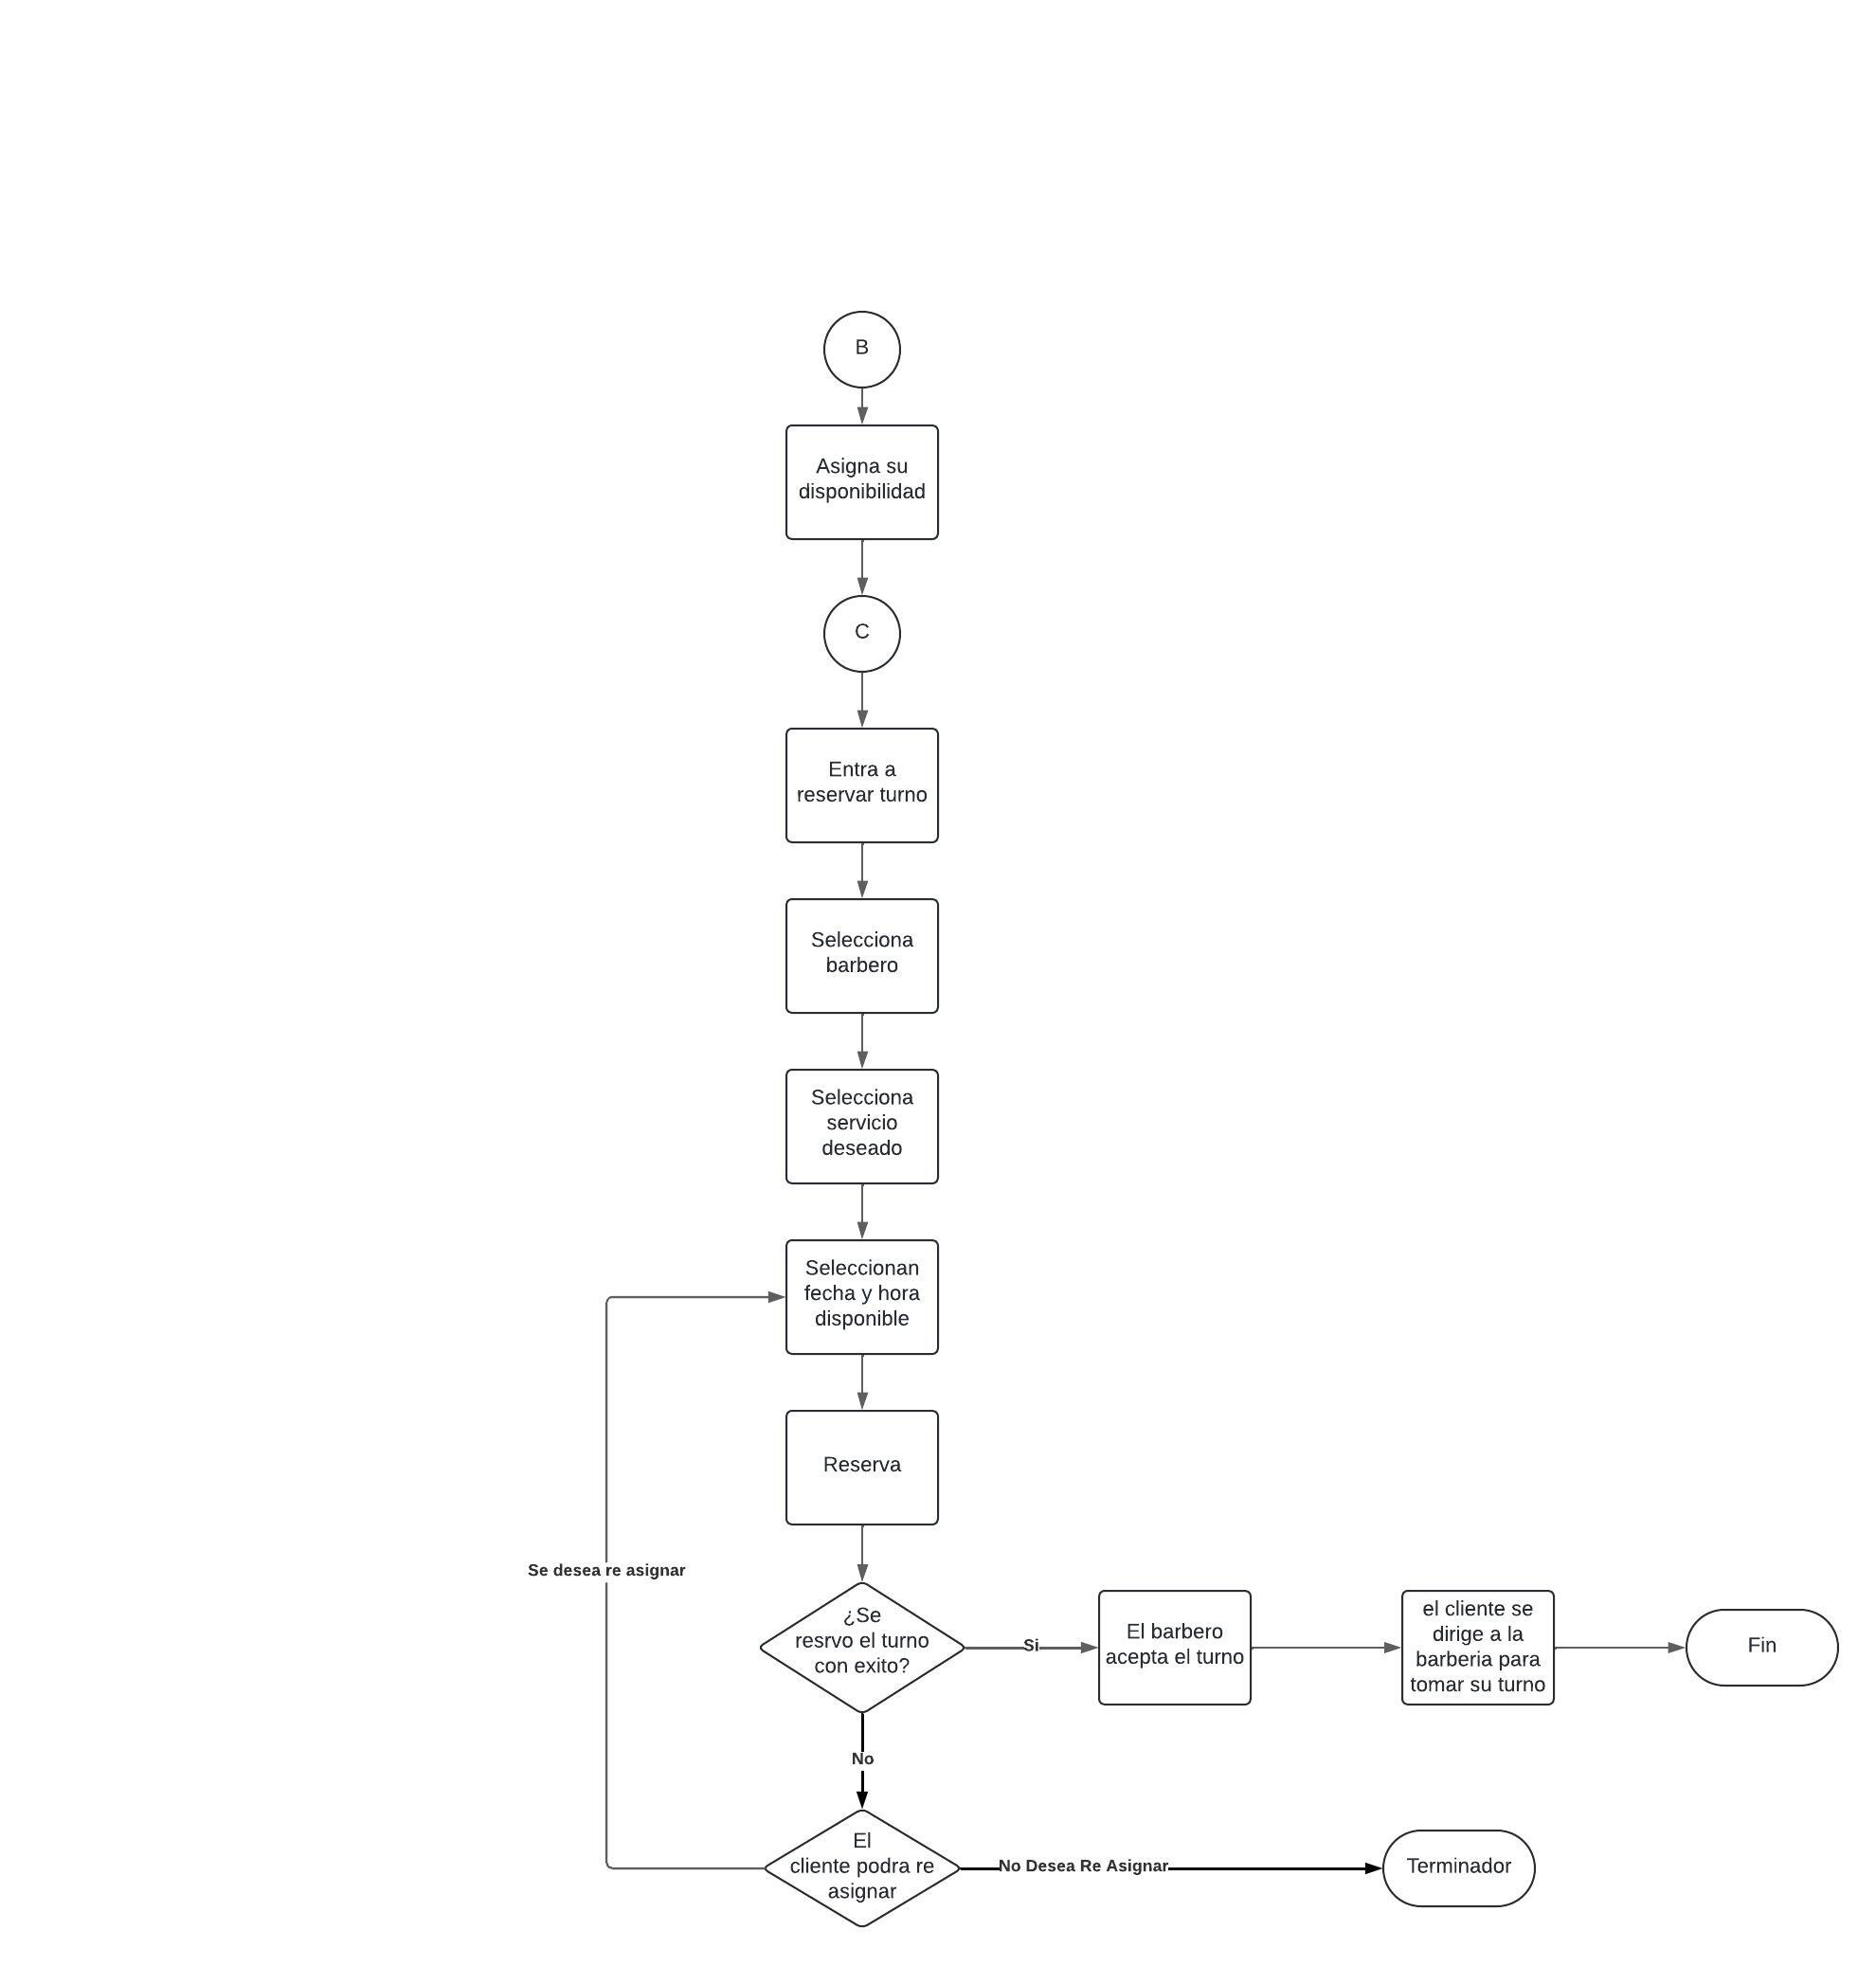 B
Asigna su
disponibilidad
C
Entra a
reservar turno
Selecciona
barbero
Selecciona
servicio
deseado
Seleccionan
fecha y hora
disponible
Reserva
Se desea re asignar
¿Se
resrvo el turno
con exito?
Si
El barbero
acepta el turno
el cliente se
dirige a la
barberia para
tomar su turno
Fin
No
El
cliente podra re
asignar
No Desea Re Asignar
Terminador